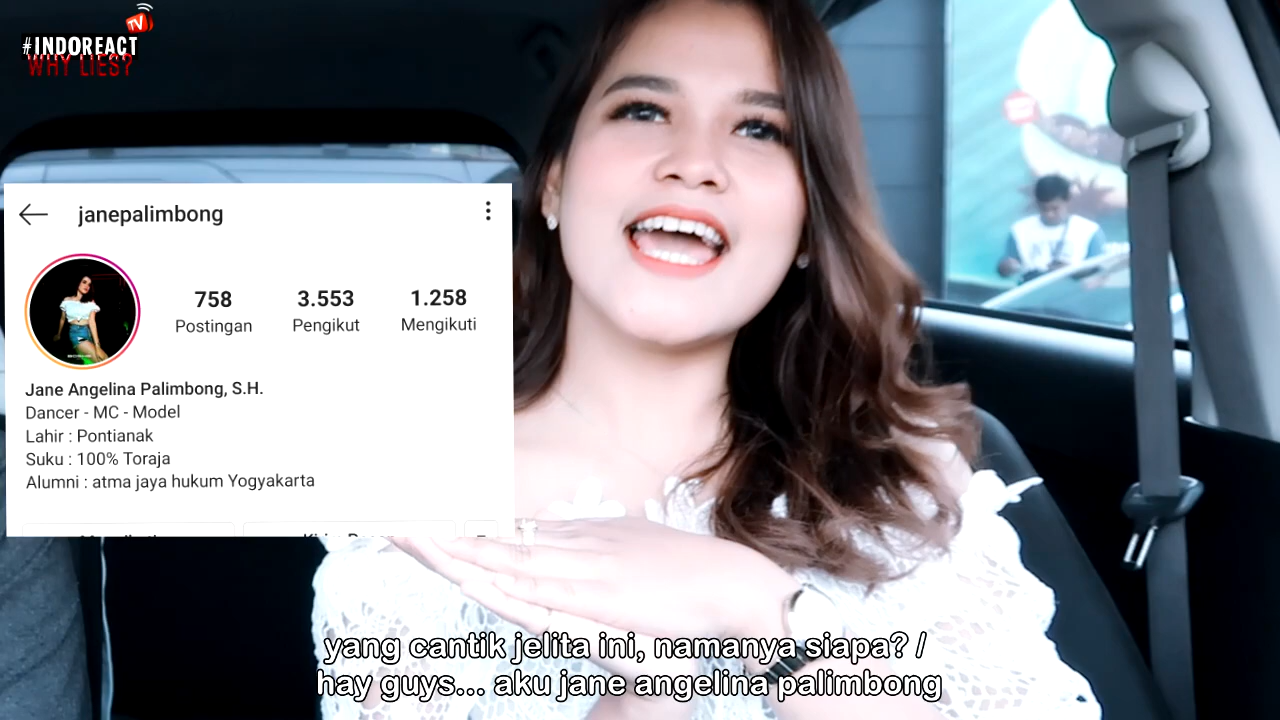 TV
#INDOREACT
WHY LIES?
janepalimbong
758
3.553
1.258
Postingan
Pengikut
Mengikuti
Jane Angelina Palimbong, S.H.
Dancer - MC - Model
Lahir : Pontianak
Suku : 100% Toraja
Alumni : atma jaya hukum Yogyakarta
yang cantik jelita ini, namanya siapa? /
hay guys... aku jane angelina palimbong